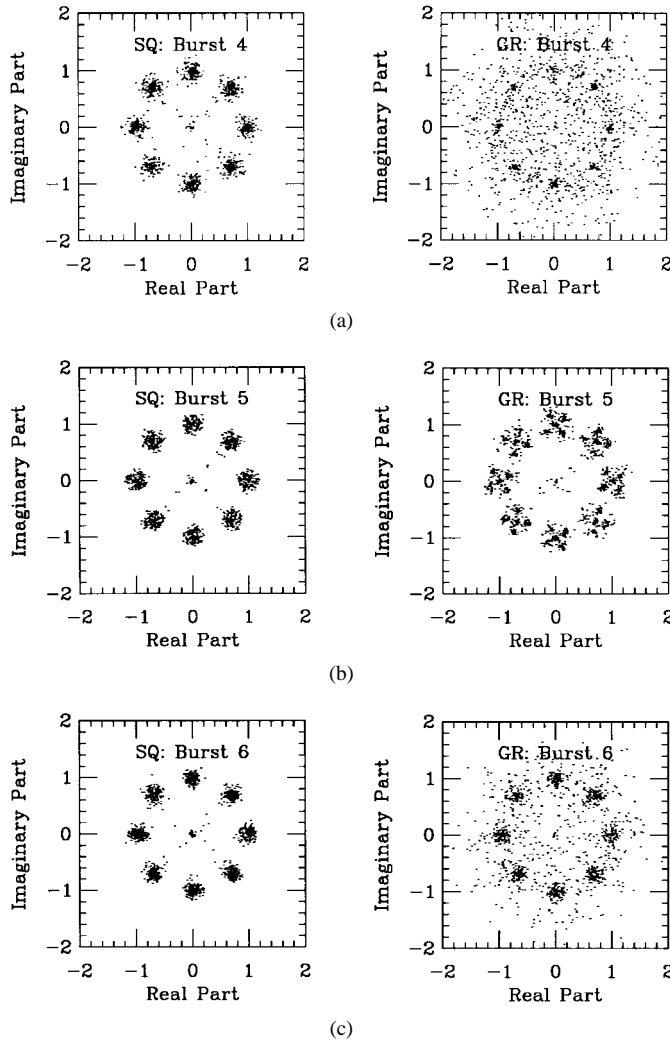 SQ: Burst 4
GR: Burst 4
Imaginary Part
2
1
0
−1
−2
−2 −1 0 1 2
Real Part
Imaginary Part
2
1
0
−1
−2
−2 −1 0 1 2
Real Part
(a)
SQ: Burst 5
GR: Burst 5
Imaginary Part
2
1
0
−1
−2
−2 −1 0 1 2
Real Part
Imaginary Part
2
1
0
−1
−2
−2 −1 0 1 2
Real Part
(b)
SQ: Burst 6
GR: Burst 6
Imaginary Part
2
1
0
−1
−2
−2 −1 0 1 2
Real Part
Imaginary Part
2
1
0
−1
−2
−2 −1 0 1 2
Real Part
(c)